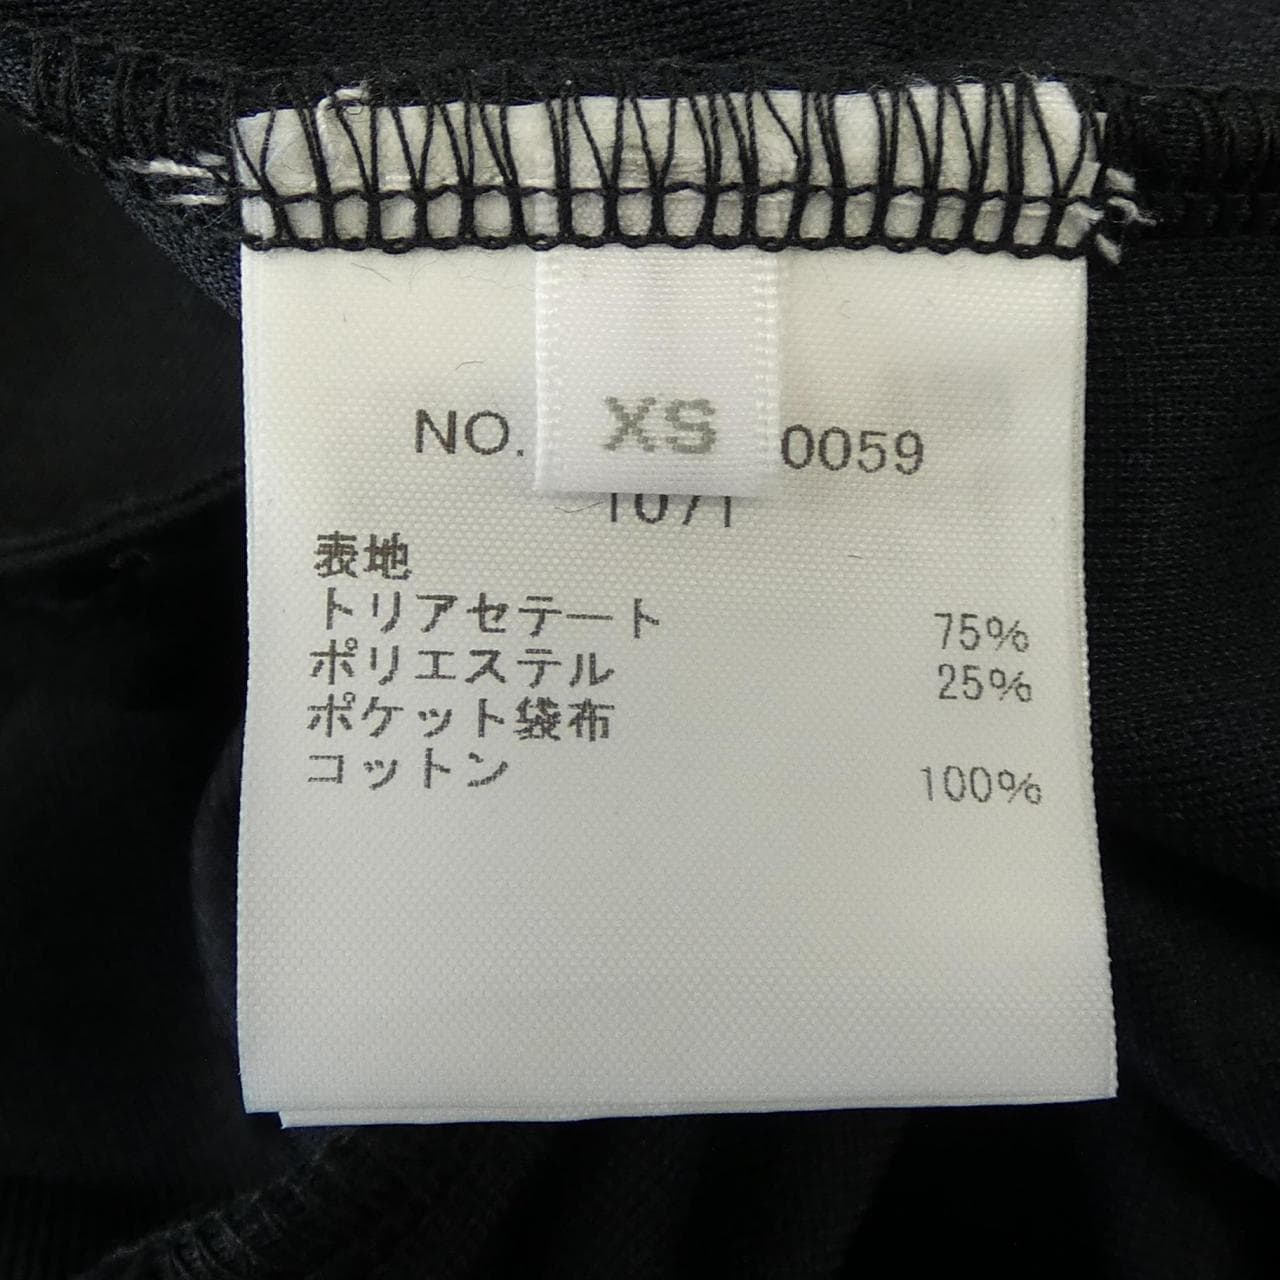 XS
NO. 0059
1071
表地
トリアセテート 75%
ポリエステル 25%
ポケット袋布
コットン 100%